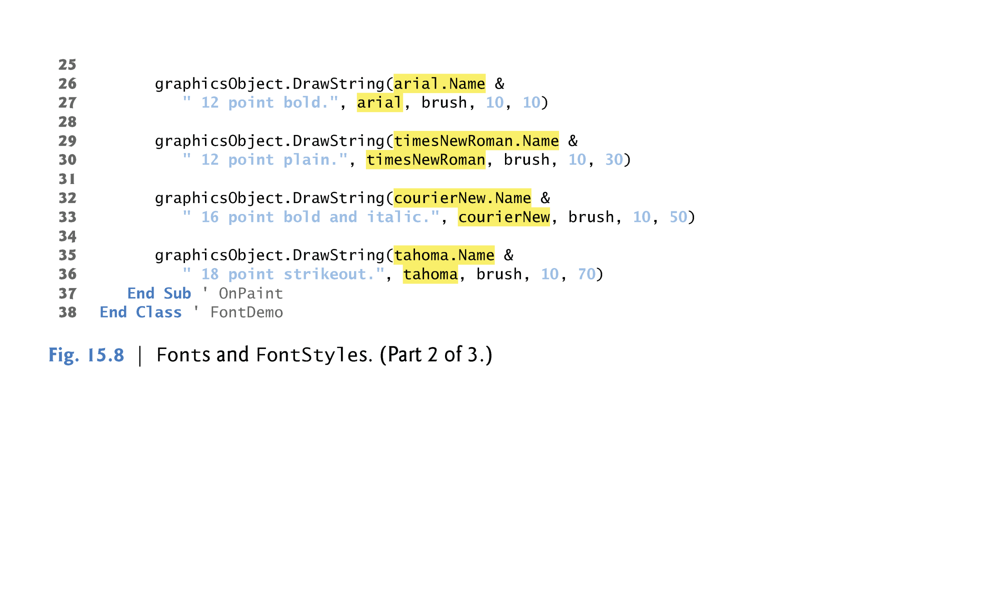 25
26 graphicsObject.DrawString(arial.Name &
27 " 12 point bold.", arial, brush, 10, 10)
28
29 graphicsObject.DrawString(timesNewRoman.Name &
30 " 12 point plain.", timesNewRoman, brush, 10, 30)
31
32 graphicsObject.DrawString(courierNew.Name &
33 " 16 point bold and italic.", courierNew, brush, 10, 50)
34
35 graphicsObject.DrawString(tahoma.Name &
36 " 18 point strikeout.", tahoma, brush, 10, 70)
37 End Sub ' OnPaint
38 End Class ' FontDemo
Fig. 15.8 | Fonts and FontStyles. (Part 2 of 3.)